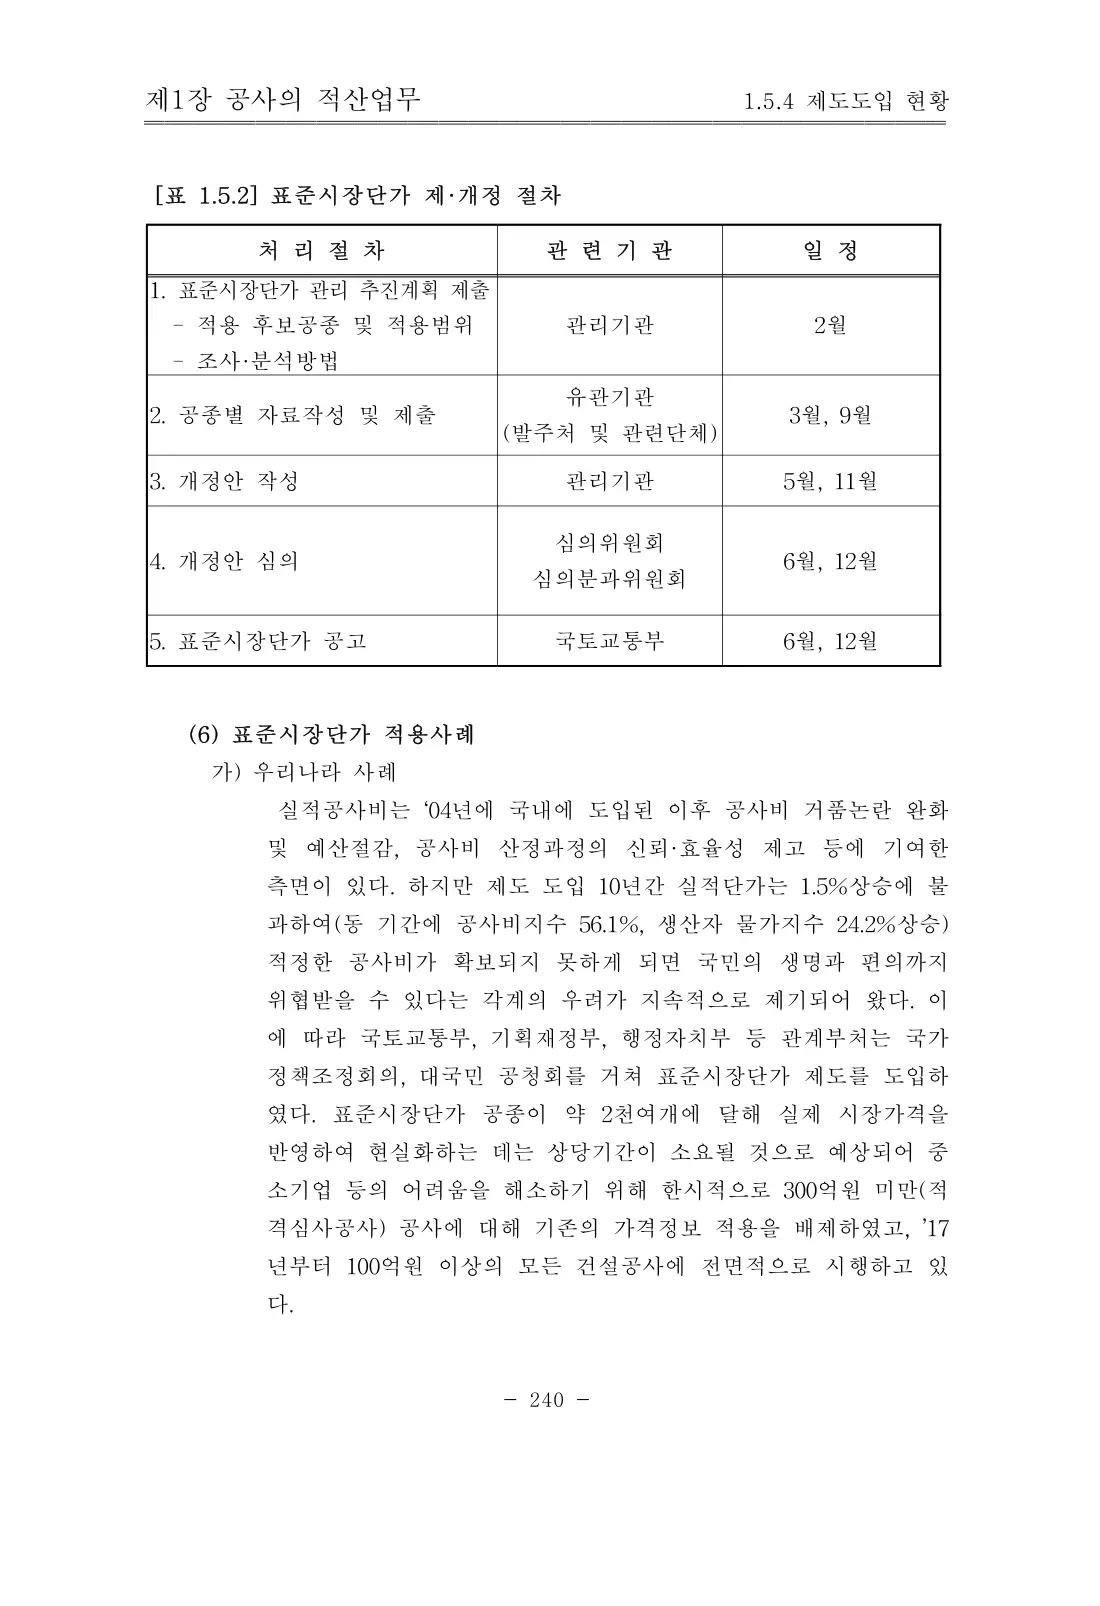 제1장 공사의 적산업무
1.5.4 제도도입 현황
[표 1.5.2] 표준시장단가 제·개정 절차
처 리 절 차
관 련 기 관
일 정
1. 표준시장단가 관리 추진계획 제출
- 적용 후보공종 및 적용범위
- 조사·분석방법
관리기관
2월
2. 공종별 자료작성 및 제출
유관기관
(발주처 및 관련단체)
3월, 9월
3. 개정안 작성
관리기관
5월, 11월
4. 개정안 심의
심의위원회
심의분과위원회
6월, 12월
5. 표준시장단가 공고
국토교통부
6월, 12월
(6) 표준시장단가 적용사례
가) 우리나라 사례
실적공사비는 ‘04년에 국내에 도입된 이후 공사비 거품논란 완화
및 예산절감, 공사비 산정과정의 신뢰·효율성 제고 등에 기여한
측면이 있다. 하지만 제도 도입 10년간 실적단가는 1.5%상승에 불
과하여(동 기간에 공사비지수 56.1%, 생산자 물가지수 24.2%상승)
적정한 공사비가 확보되지 못하게 되면 국민의 생명과 편의까지
위협받을 수 있다는 각계의 우려가 지속적으로 제기되어 왔다. 이
에 따라 국토교통부, 기획재정부, 행정자치부 등 관계부처는 국가
정책조정회의, 대국민 공청회를 거쳐 표준시장단가 제도를 도입하
였다. 표준시장단가 공종이 약 2천여개에 달해 실제 시장가격을
반영하여 현실화하는 데는 상당기간이 소요될 것으로 예상되어 중
소기업 등의 어려움을 해소하기 위해 한시적으로 300억원 미만(적
격심사공사) 공사에 대해 기존의 가격정보 적용을 배제하였고, ’17
년부터 100억원 이상의 모든 건설공사에 전면적으로 시행하고 있
다.
- 240 -